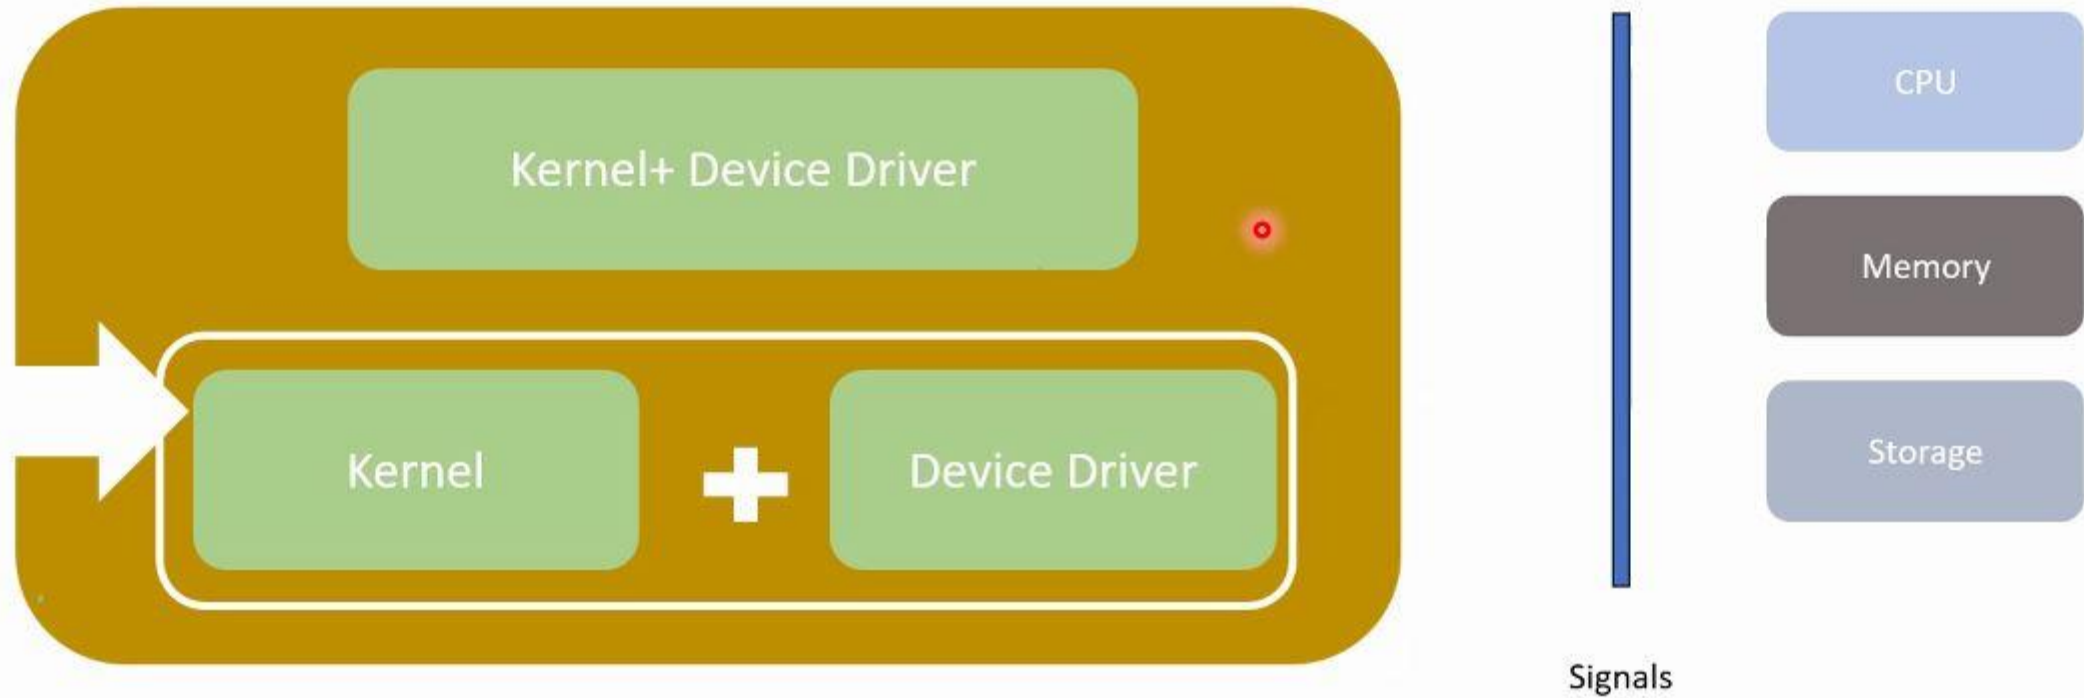 Kernel+ Device Driver
Kernel
Device Driver
CPU
Memory
Storage
Signals